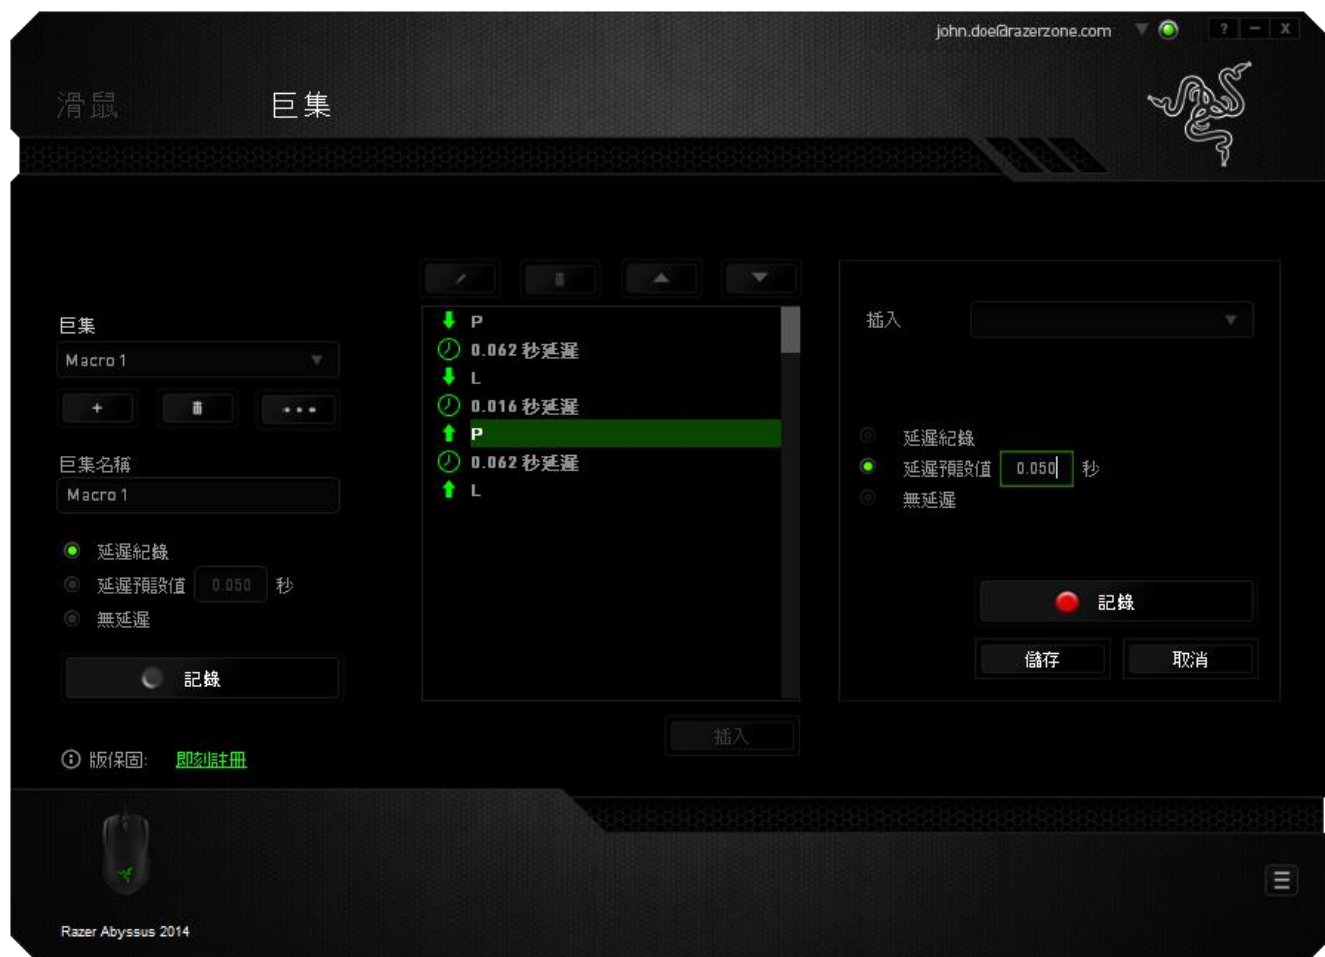 john.doe@razerzone.com
? – X
滑鼠 巨集
巨集
Macro 1
巨集名稱
Macro 1
延遲紀錄
延遲預設值 0.050 秒
無延遲
記錄
版保固: 即刻註冊
P
0.062 秒延遲
L
0.016 秒延遲
P
0.062 秒延遲
L
插入
插入
延遲紀錄
延遲預設值 0.050 秒
無延遲
記錄
儲存 取消
Razer Abyssus 2014